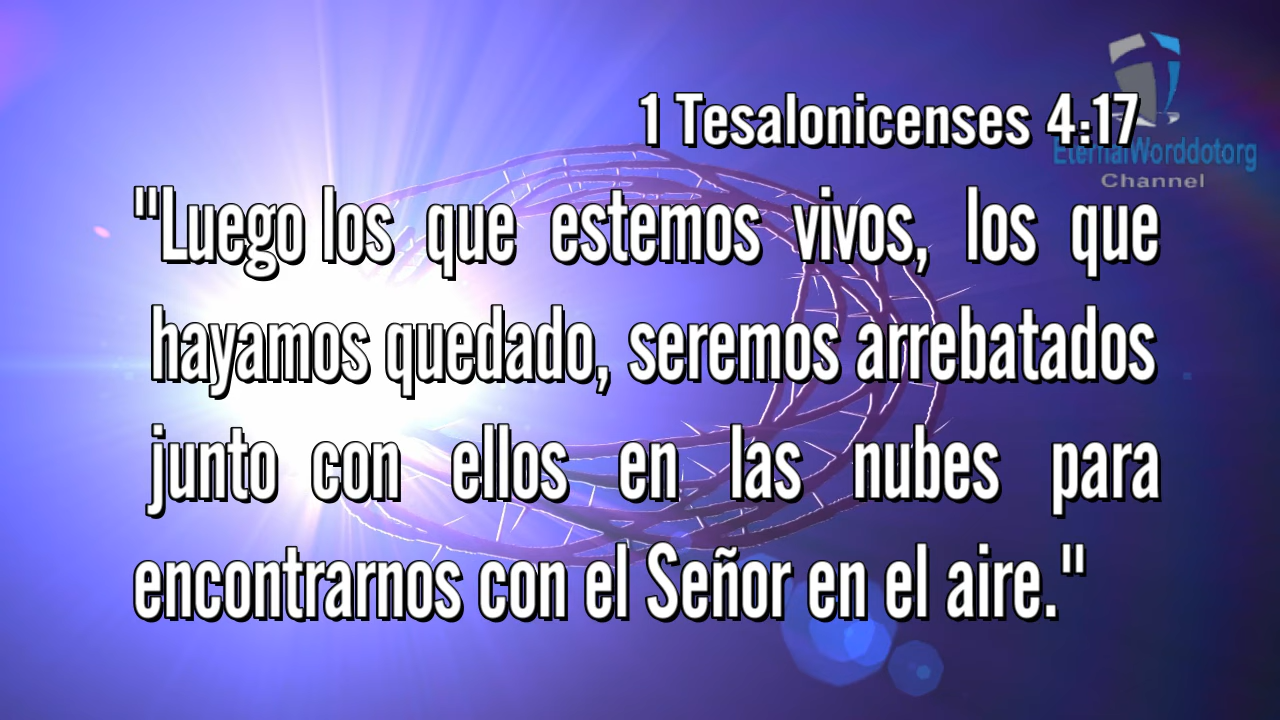 1 Tesalonicenses 4:17
EternalWorddotorg
Channel
"Luego los que estemos vivos, los que
hayamos quedado, seremos arrebatados
junto con ellos en las nubes para
encontrarnos con el Señor en el aire."